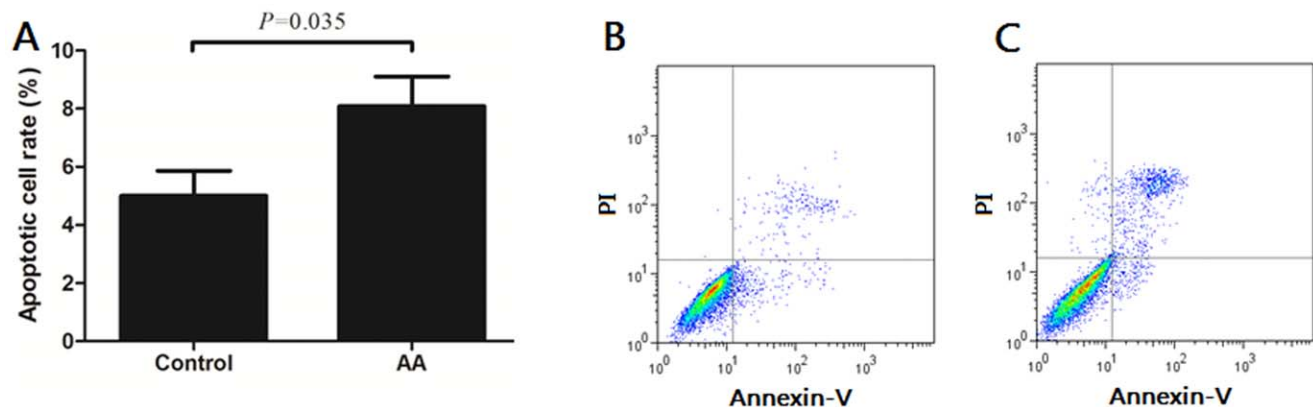 A
P=0.035
Apoptotic cell rate (%)
10
8
6
4
2
0
Control
AA
B
PI
10³
10²
10¹
10⁰
10⁰
10¹
10²
10³
Annexin-V
C
PI
10³
10²
10¹
10⁰
10⁰
10¹
10²
10³
Annexin-V